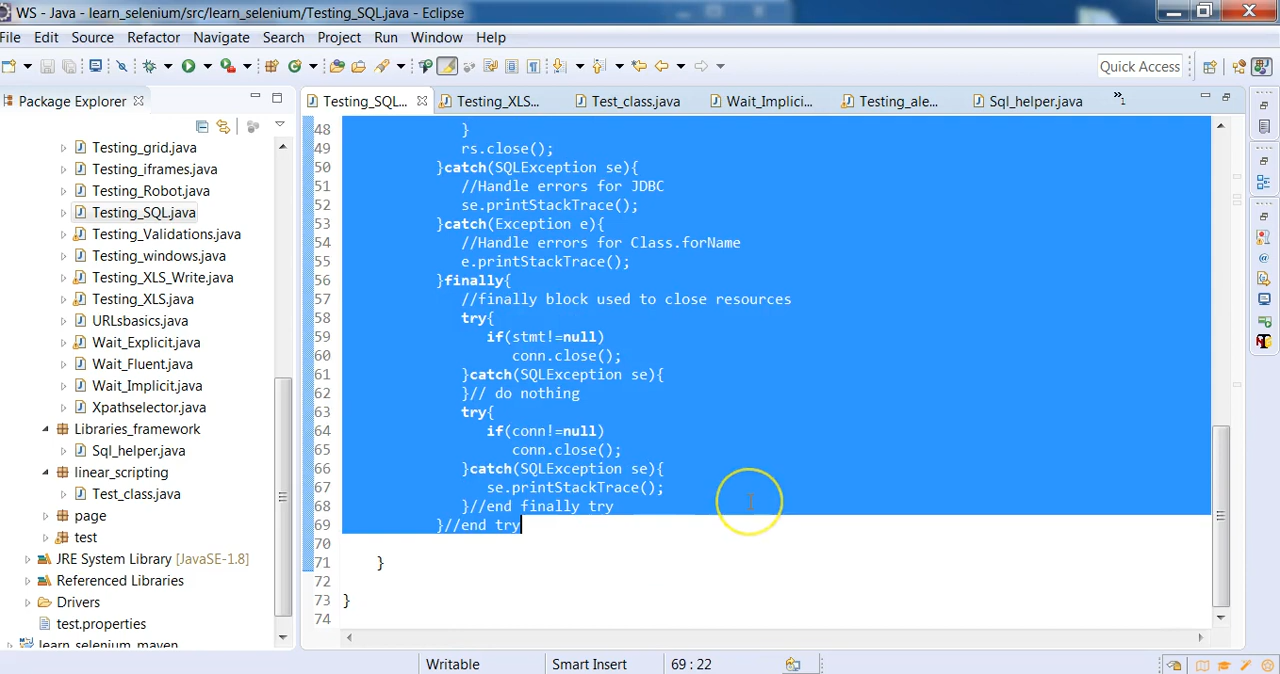 WS - Java - learn_selenium/src/learn_selenium/Testing_SQL.java - Eclipse
File Edit Source Refactor Navigate Search Project Run Window Help
Quick Access
Package Explorer
Testing_SQL... Testing_XLS... Test_class.java Wait_Implici... Testing_ale... Sql_helper.java »1
Testing_grid.java
Testing_iframes.java
Testing_Robot.java
Testing_SQL.java
Testing_Validations.java
Testing_windows.java
Testing_XLS_Write.java
Testing_XLS.java
URLsbasics.java
Wait_Explicit.java
Wait_Fluent.java
Wait_Implicit.java
Xpathselector.java
Libraries_framework
Sql_helper.java
linear_scripting
Test_class.java
page
test
JRE System Library [JavaSE-1.8]
Referenced Libraries
Drivers
test.properties
learn_selenium_maven
48 }
49 rs.close();
50 }catch(SQLException se){
51 //Handle errors for JDBC
52 se.printStackTrace();
53 }catch(Exception e){
54 //Handle errors for Class.forName
55 e.printStackTrace();
56 }finally{
57 //finally block used to close resources
58 try{
59 if(stmt!=null)
60 conn.close();
61 }catch(SQLException se){
62 }// do nothing
63 try{
64 if(conn!=null)
65 conn.close();
66 }catch(SQLException se){
67 se.printStackTrace();
68 }//end finally try
69 }//end try
70
71 }
72
73 }
74
Writable Smart Insert 69 : 22